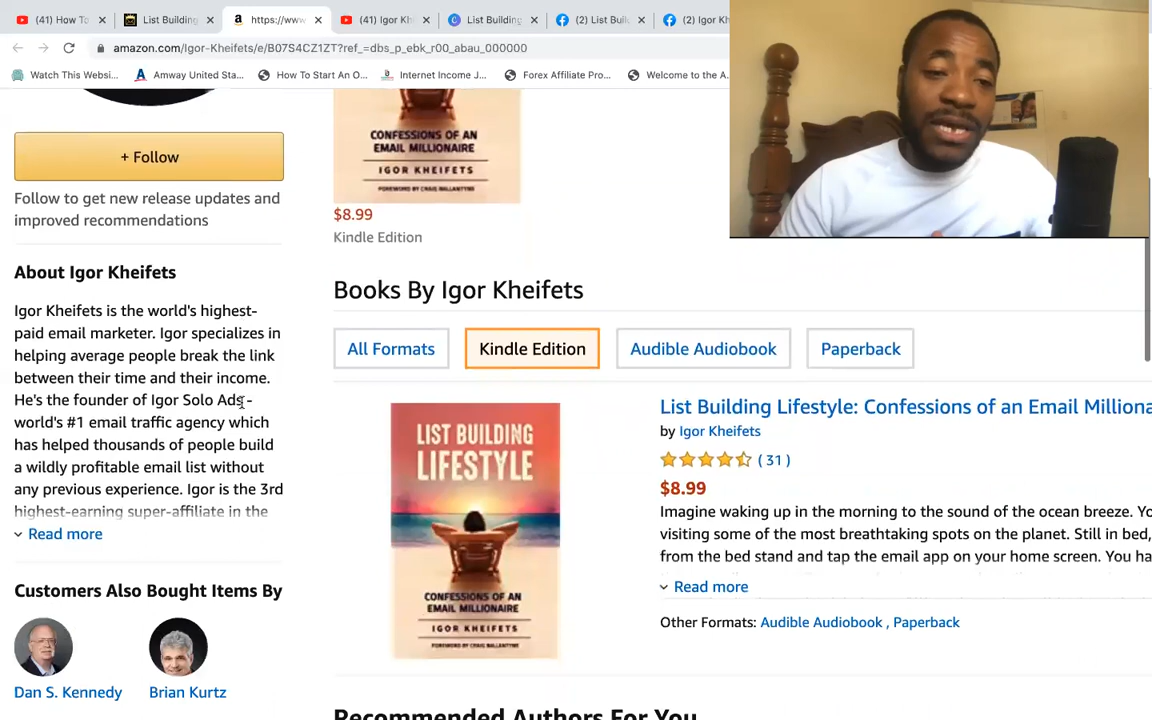 (41) How To
List Building
https://www
(41) Igor Kh
List Building
(2) List Buil
(2) Igor Kh
amazon.com/Igor-Kheifets/e/B07S4CZ1ZT?ref_=dbs_p_ebk_r00_abau_000000
Watch This Websi...
Amway United Sta...
How To Start An O...
Internet Income J...
Forex Affiliate Pro...
Welcome to the A
+ Follow
Follow to get new release updates and
improved recommendations
About Igor Kheifets
Igor Kheifets is the world's highest-
paid email marketer. Igor specializes in
helping average people break the link
between their time and their income.
He's the founder of Igor Solo Ads-
world's #1 email traffic agency which
has helped thousands of people build
a wildly profitable email list without
any previous experience. Igor is the 3rd
highest-earning super-affiliate in the
Read more
Customers Also Bought Items By
Dan S. Kennedy
Brian Kurtz
CONFESSIONS OF AN
EMAIL MILLIONAIRE
IGOR KHEIFETS
FOREWORD BY CRAIG BALLANTYNE
$8.99
Kindle Edition
Books By Igor Kheifets
All Formats
Kindle Edition
Audible Audiobook
Paperback
LIST BUILDING
LIFESTYLE
CONFESSIONS OF AN
EMAIL MILLIONAIRE
IGOR KHEIFETS
FOREWORD BY CRAIG BALLANTYNE
List Building Lifestyle: Confessions of an Email Milliona
by Igor Kheifets
(31)
$8.99
Imagine waking up in the morning to the sound of the ocean breeze. Yo
visiting some of the most breathtaking spots on the planet. Still in bed,
from the bed stand and tap the email app on your home screen. You ha
Read more
Other Formats: Audible Audiobook , Paperback
Recommended Authors For You